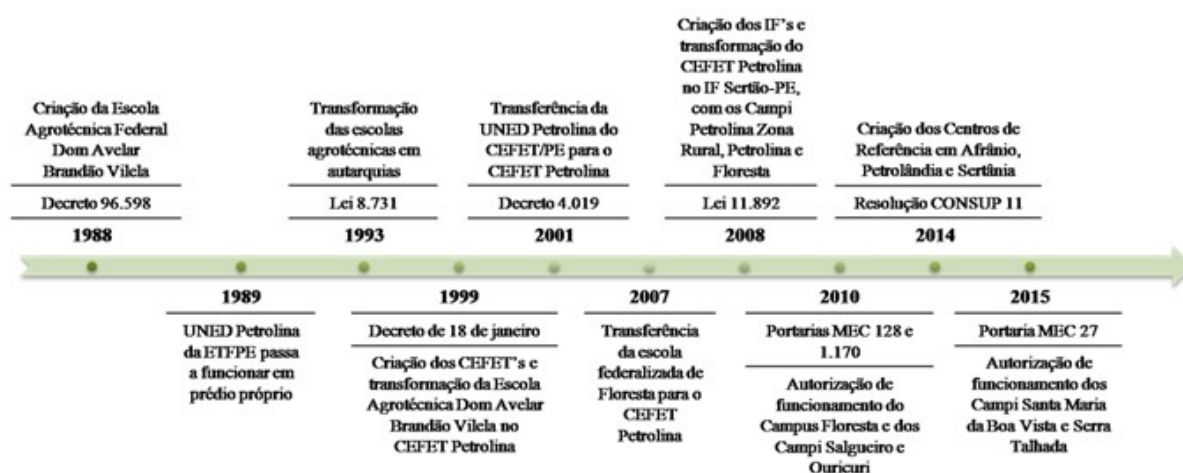 Criação da Escola
Agrotécnica Federal
Dom Avelar
Brandão Vilela
Decreto 96.598
1988
Transformação
das escolas
agrotécnicas em
autarquias
Lei 8.731
1993
Transferência da
UNED Petrolina do
CEFET/PE para o
CEFET Petrolina
Decreto 4.019
2001
Criação dos IF's e
transformação do
CEFET Petrolina
no IF Sertão-PE,
com os Campi
Petrolina Zona
Rural, Petrolina e
Floresta
Lei 11.892
2008
Criação dos Centros de
Referência em Afrânio,
Petrolândia e Sertânia
Resolução CONSUP 11
2014
1989
UNED Petrolina
da ETFPE passa
a funcionar em
prédio próprio
1999
Decreto de 18 de janeiro
Criação dos CEFET's e
transformação da Escola
Agrotécnica Dom Avelar
Brandão Vilela no
CEFET Petrolina
2007
Transferência
da escola
federalizada de
Floresta para o
CEFET
Petrolina
2010
Portarias MEC 128 e
1.170
Autorização de
funcionamento do
Campus Floresta e dos
Campi Salgueiro e
Ouricuri
2015
Portaria MEC 27
Autorização de
funcionamento dos
Campi Santa Maria
da Boa Vista e Serra
Talhada